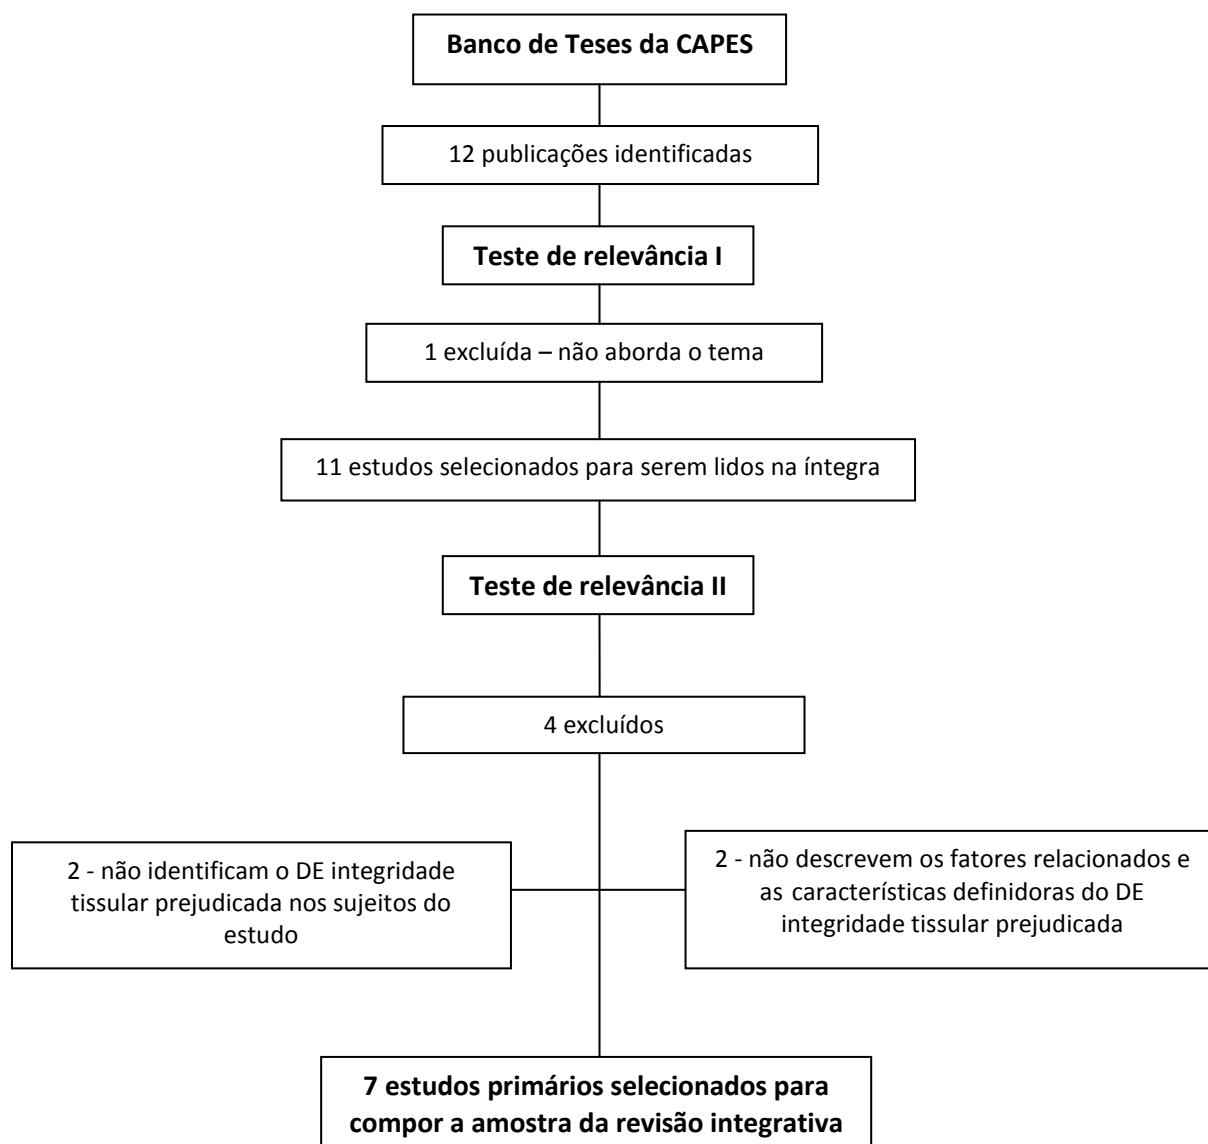 Banco de Teses da CAPES
12 publicações identificadas
Teste de relevância I
1 excluída – não aborda o tema
11 estudos selecionados para serem lidos na íntegra
Teste de relevância II
4 excluídos
2 - não identificam o DE integridade
tissular prejudicada nos sujeitos do
estudo
2 - não descrevem os fatores relacionados e
as características definidoras do DE
integridade tissular prejudicada
7 estudos primários selecionados para
compor a amostra da revisão integrativa